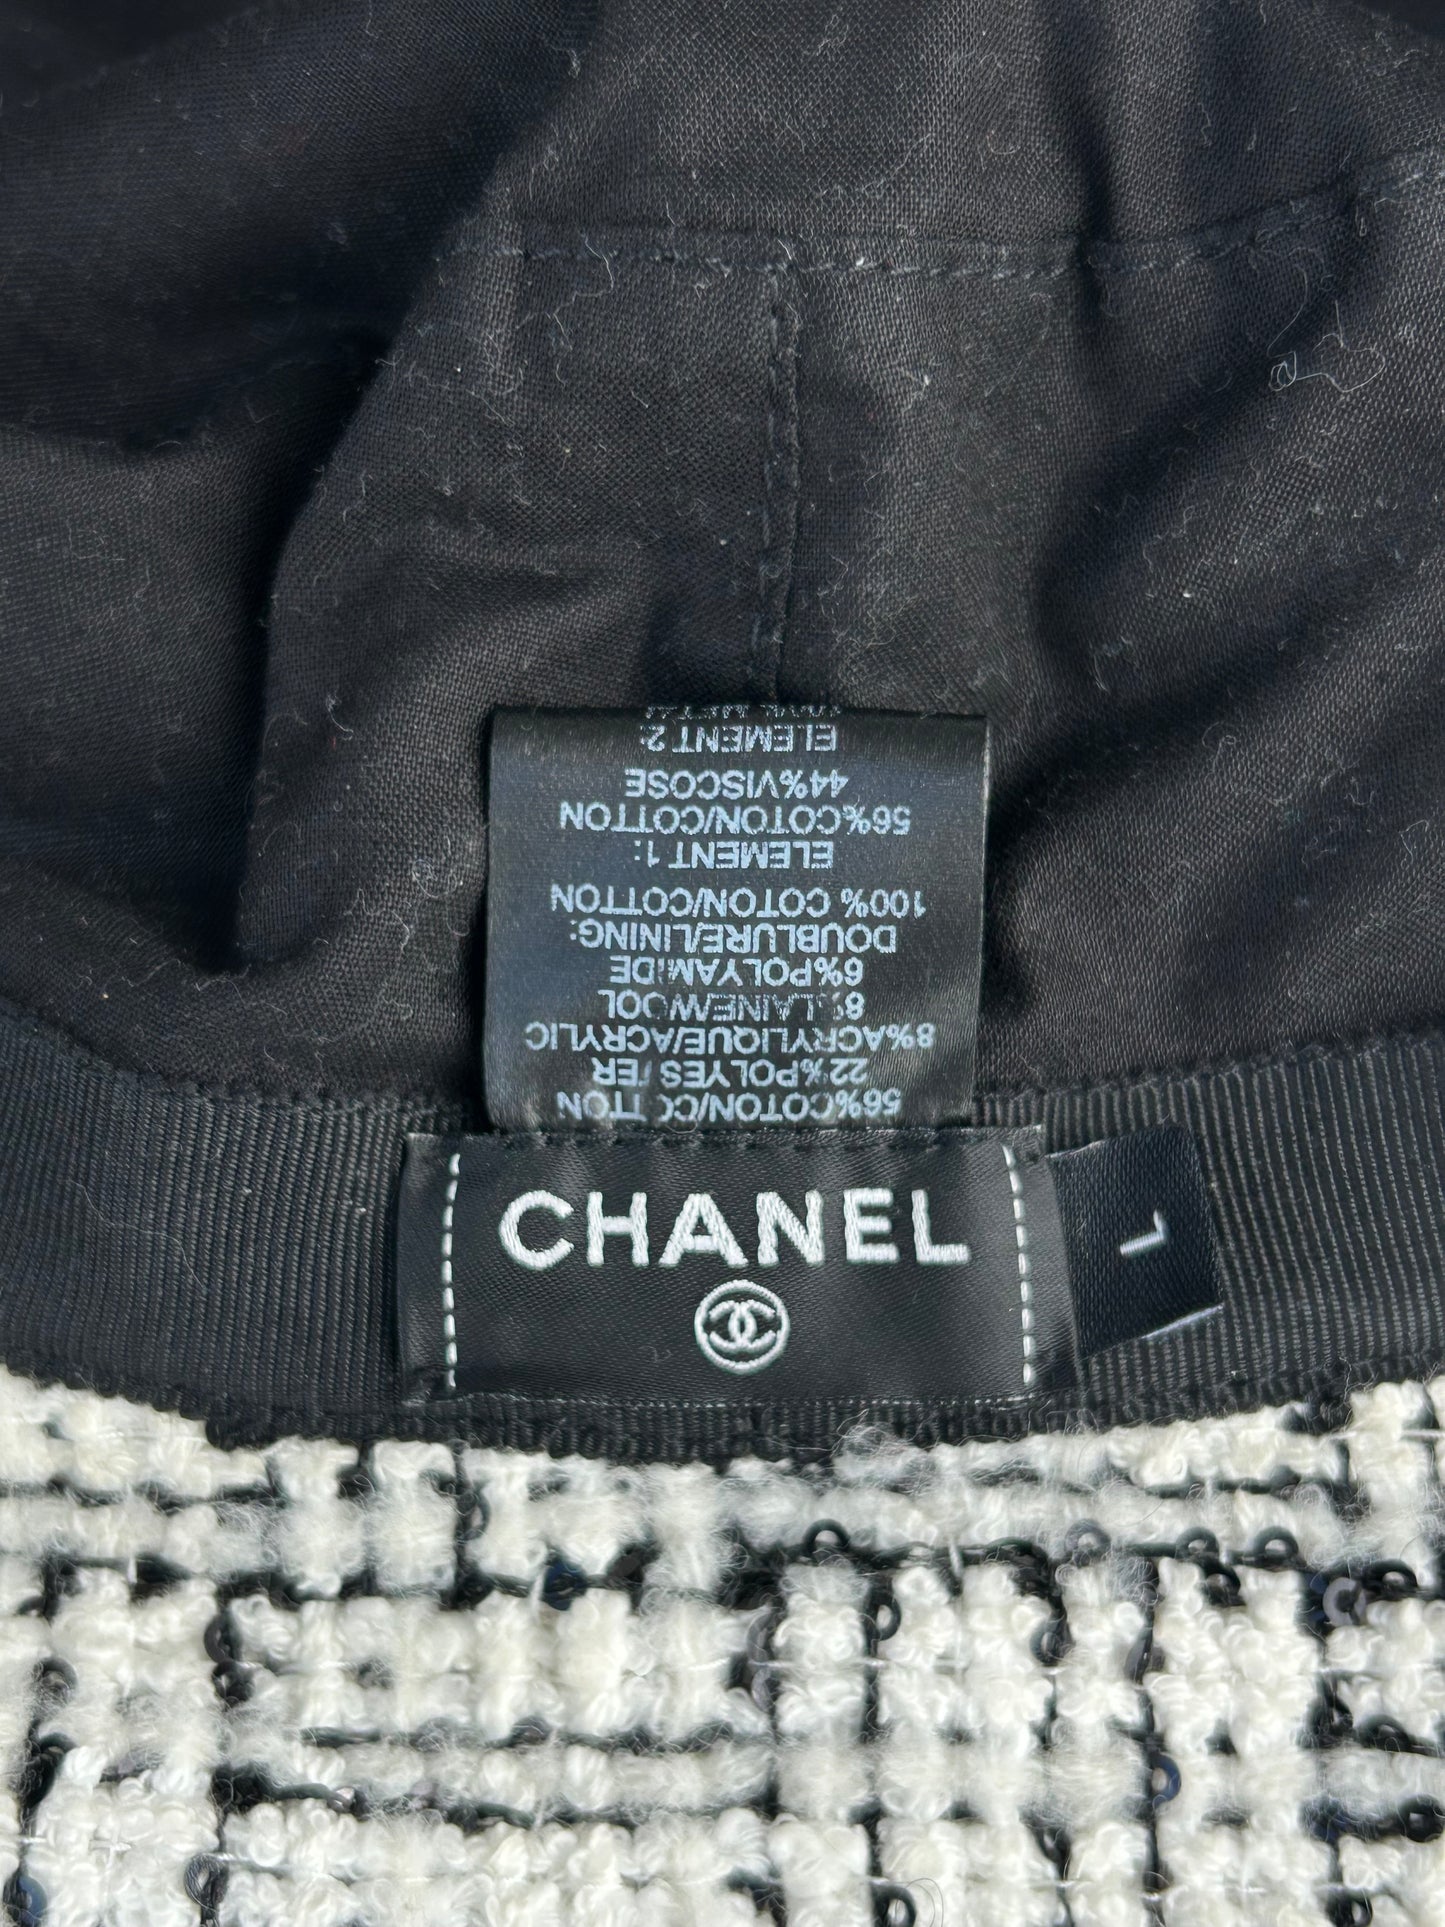 56%COTON/COTTON
22%POLYESTER
8%ACRYLIQUE/ACRYLIC
8%LAINE/WOOL
6%POLYAMIDE
DOUBLURE/LINING:
100% COTON/COTTON
ELEMENT 1:
56%COTON/COTTON
44%VISCOSE
ELEMENT 2:
CHANEL
L